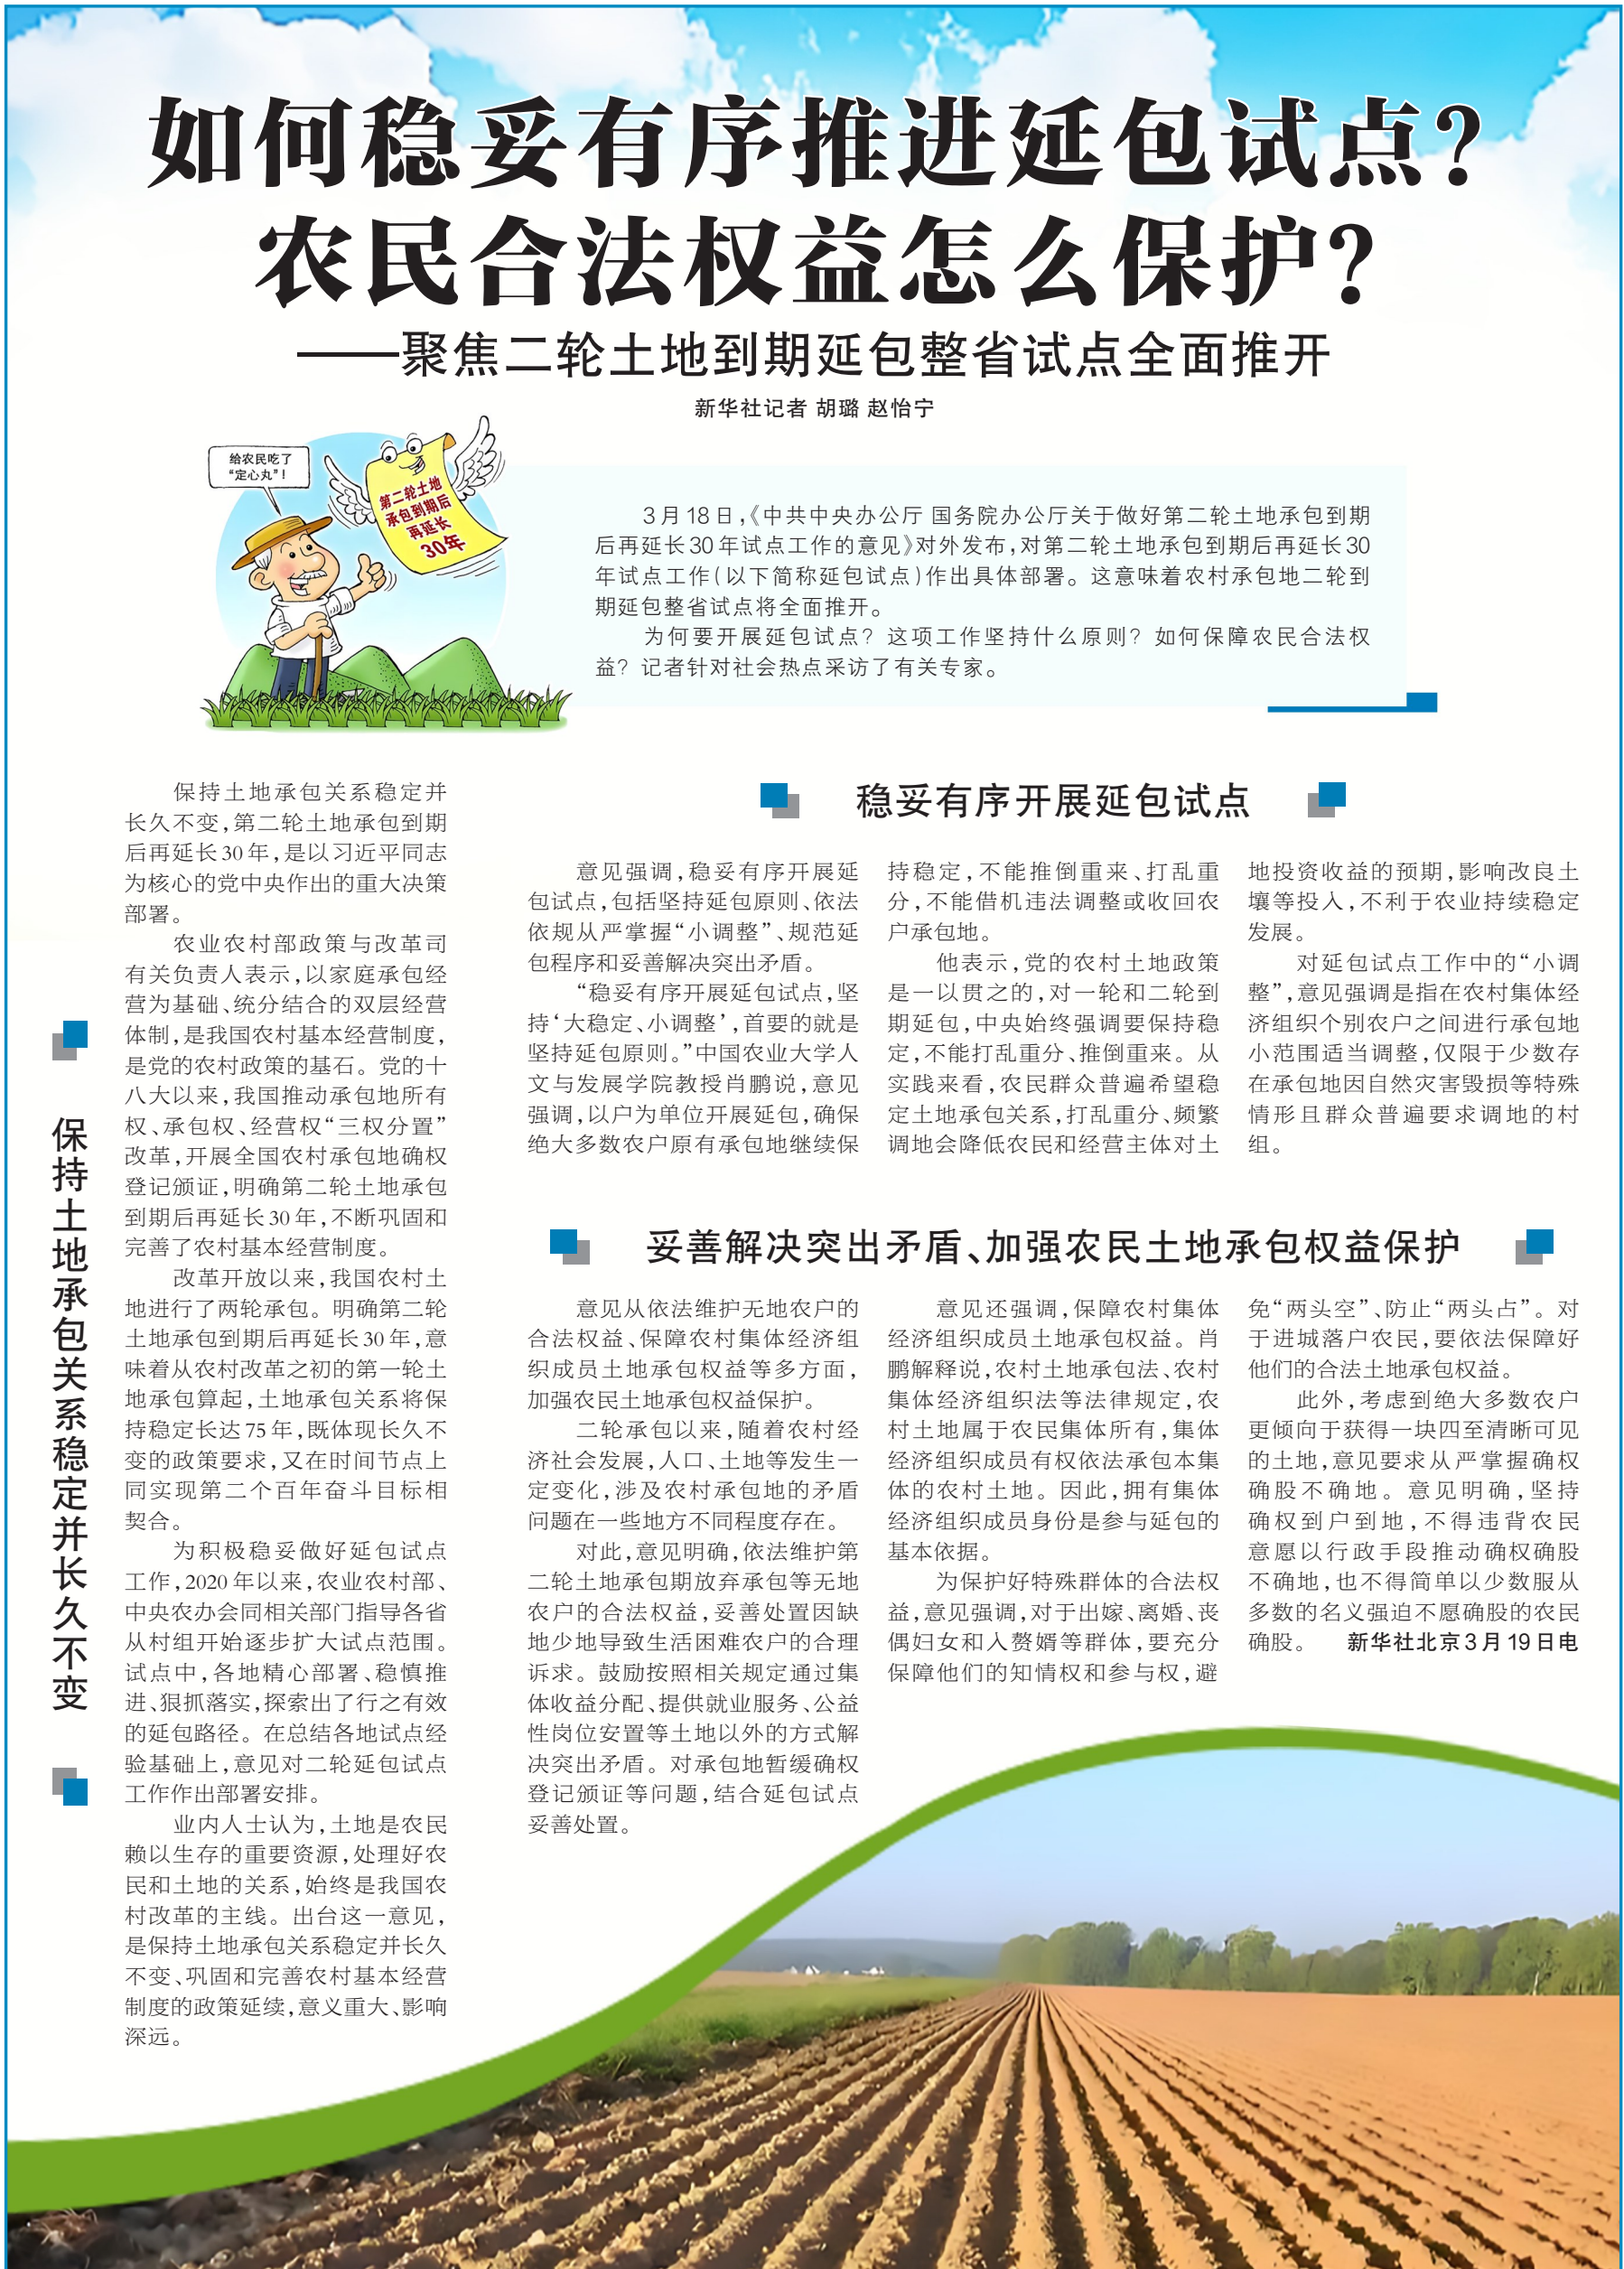 如何稳妥有序推进延包试点？
农民合法权益怎么保护？
——聚焦二轮土地到期延包整省试点全面推开
新华社记者 胡璐 赵怡宁
给农民吃了
“定心丸”！
第二轮土地
承包到期后
再延长
30年
3月18日，《中共中央办公厅 国务院办公厅关于做好第二轮土地承包到期
后再延长30年试点工作的意见》对外发布，对第二轮土地承包到期后再延长30
年试点工作（以下简称延包试点）作出具体部署。这意味着农村承包地二轮到
期延包整省试点将全面推开。
为何要开展延包试点？这项工作坚持什么原则？如何保障农民合法权
益？记者针对社会热点采访了有关专家。
保持土地承包关系稳定并长久不变
保持土地承包关系稳定并
长久不变，第二轮土地承包到期
后再延长30年，是以习近平同志
为核心的党中央作出的重大决策
部署。
农业农村部政策与改革司
有关负责人表示，以家庭承包经
营为基础、统分结合的双层经营
体制，是我国农村基本经营制度，
是党的农村政策的基石。党的十
八大以来，我国推动承包地所有
权、承包权、经营权“三权分置”
改革，开展全国农村承包地确权
登记颁证，明确第二轮土地承包
到期后再延长30年，不断巩固和
完善了农村基本经营制度。
改革开放以来，我国农村土
地进行了两轮承包。明确第二轮
土地承包到期后再延长30年，意
味着从农村改革之初的第一轮土
地承包算起，土地承包关系将保
持稳定长达75年，既体现长久不
变的政策要求，又在时间节点上
同实现第二个百年奋斗目标相
契合。
为积极稳妥做好延包试点
工作，2020年以来，农业农村部、
中央农办会同相关部门指导各省
从村组开始逐步扩大试点范围。
试点中，各地精心部署、稳慎推
进、狠抓落实，探索出了行之有效
的延包路径。在总结各地试点经
验基础上，意见对二轮延包试点
工作作出部署安排。
业内人士认为，土地是农民
赖以生存的重要资源，处理好农
民和土地的关系，始终是我国农
村改革的主线。出台这一意见，
是保持土地承包关系稳定并长久
不变、巩固和完善农村基本经营
制度的政策延续，意义重大、影响
深远。
稳妥有序开展延包试点
意见强调，稳妥有序开展延
包试点，包括坚持延包原则、依法
依规从严掌握“小调整”、规范延
包程序和妥善解决突出矛盾。
“稳妥有序开展延包试点，坚
持‘大稳定、小调整’，首要的就是
坚持延包原则。”中国农业大学人
文与发展学院教授肖鹏说，意见
强调，以户为单位开展延包，确保
绝大多数农户原有承包地继续保
持稳定，不能推倒重来、打乱重
分，不能借机违法调整或收回农
户承包地。
他表示，党的农村土地政策
是一以贯之的，对一轮和二轮到
期延包，中央始终强调要保持稳
定，不能打乱重分、推倒重来。从
实践来看，农民群众普遍希望稳
定土地承包关系，打乱重分、频繁
调地会降低农民和经营主体对土
地投资收益的预期，影响改良土
壤等投入，不利于农业持续稳定
发展。
对延包试点工作中的“小调
整”，意见强调是指在农村集体经
济组织个别农户之间进行承包地
小范围适当调整，仅限于少数存
在承包地因自然灾害毁损等特殊
情形且群众普遍要求调地的村
组。
妥善解决突出矛盾、加强农民土地承包权益保护
意见从依法维护无地农户的
合法权益、保障农村集体经济组
织成员土地承包权益等多方面，
加强农民土地承包权益保护。
二轮承包以来，随着农村经
济社会发展，人口、土地等发生一
定变化，涉及农村承包地的矛盾
问题在一些地方不同程度存在。
对此，意见明确，依法维护第
二轮土地承包期放弃承包等无地
农户的合法权益，妥善处置因缺
地少地导致生活困难农户的合理
诉求。鼓励按照相关规定通过集
体收益分配、提供就业服务、公益
性岗位安置等土地以外的方式解
决突出矛盾。对承包地暂缓确权
登记颁证等问题，结合延包试点
妥善处置。
意见还强调，保障农村集体
经济组织成员土地承包权益。肖
鹏解释说，农村土地承包法、农村
集体经济组织法等法律规定，农
村土地属于农民集体所有，集体
经济组织成员有权依法承包本集
体的农村土地。因此，拥有集体
经济组织成员身份是参与延包的
基本依据。
为保护好特殊群体的合法权
益，意见强调，对于出嫁、离婚、丧
偶妇女和入赘婿等群体，要充分
保障他们的知情权和参与权，避
免“两头空”、防止“两头占”。对
于进城落户农民，要依法保障好
他们的合法土地承包权益。
此外，考虑到绝大多数农户
更倾向于获得一块四至清晰可见
的土地，意见要求从严掌握确权
确股不确地。意见明确，坚持
确权到户到地，不得违背农民
意愿以行政手段推动确权确股
不确地，也不得简单以少数服从
多数的名义强迫不愿确股的农民
确股。 新华社北京3月19日电